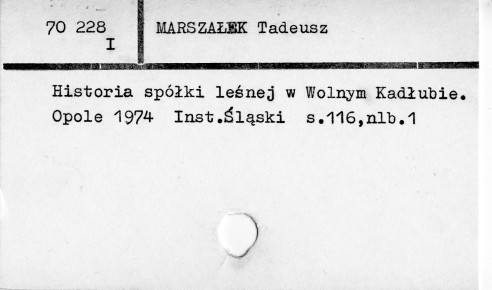 70 228 MARSZAŁEK Tadeusz
I
Historia spółki leśnej w Wolnym Kadłubie.
Opole 1974 Inst.Śląski s.116,nlb.1